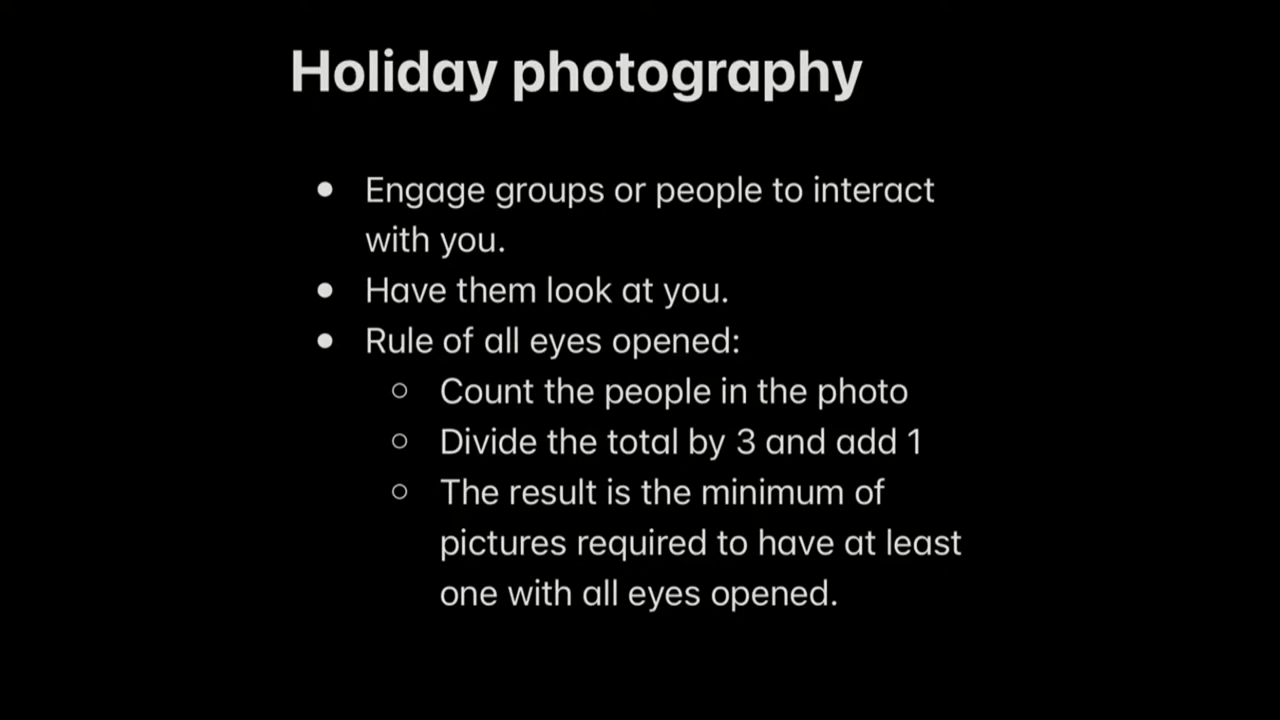 Holiday photography
● Engage groups or people to interact
with you.
● Have them look at you.
● Rule of all eyes opened:
○ Count the people in the photo
○ Divide the total by 3 and add 1
○ The result is the minimum of
pictures required to have at least
one with all eyes opened.